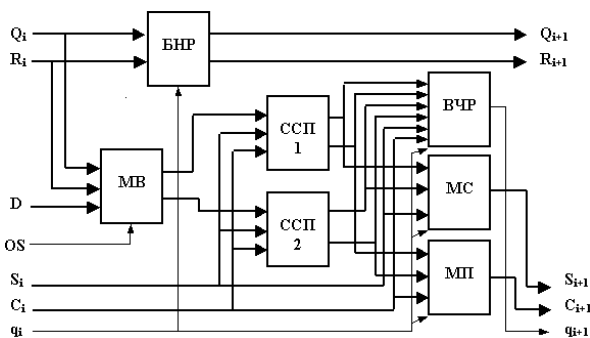 Qi
БНР
Qi+1
Ri
Ri+1
ССП
1
ВЧР
МВ
МС
D
ССП
2
OS
МП
Si
Si+1
Ci
Ci+1
qi
qi+1